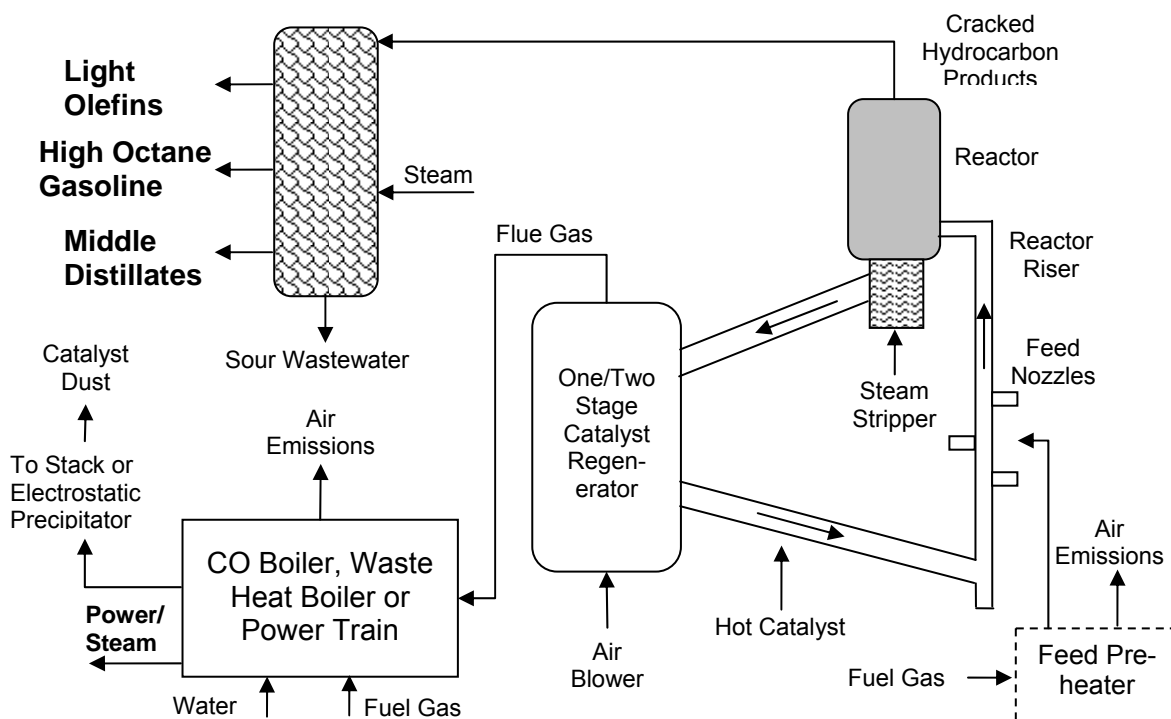 Cracked
Hydrocarbon
Products
Light
Olefins
High Octane
Gasoline
Middle
Distillates
Steam
Reactor
Flue Gas
Reactor
Riser
Sour Wastewater
Catalyst
Dust
Air
Emissions
To Stack or
Electrostatic
Precipitator
One/Two
Stage
Catalyst
Regen-
erator
Steam
Stripper
Feed
Nozzles
CO Boiler, Waste
Heat Boiler or
Power Train
Power/
Steam
Water
Fuel Gas
Air
Blower
Hot Catalyst
Air
Emissions
Fuel Gas
Feed Pre-
heater